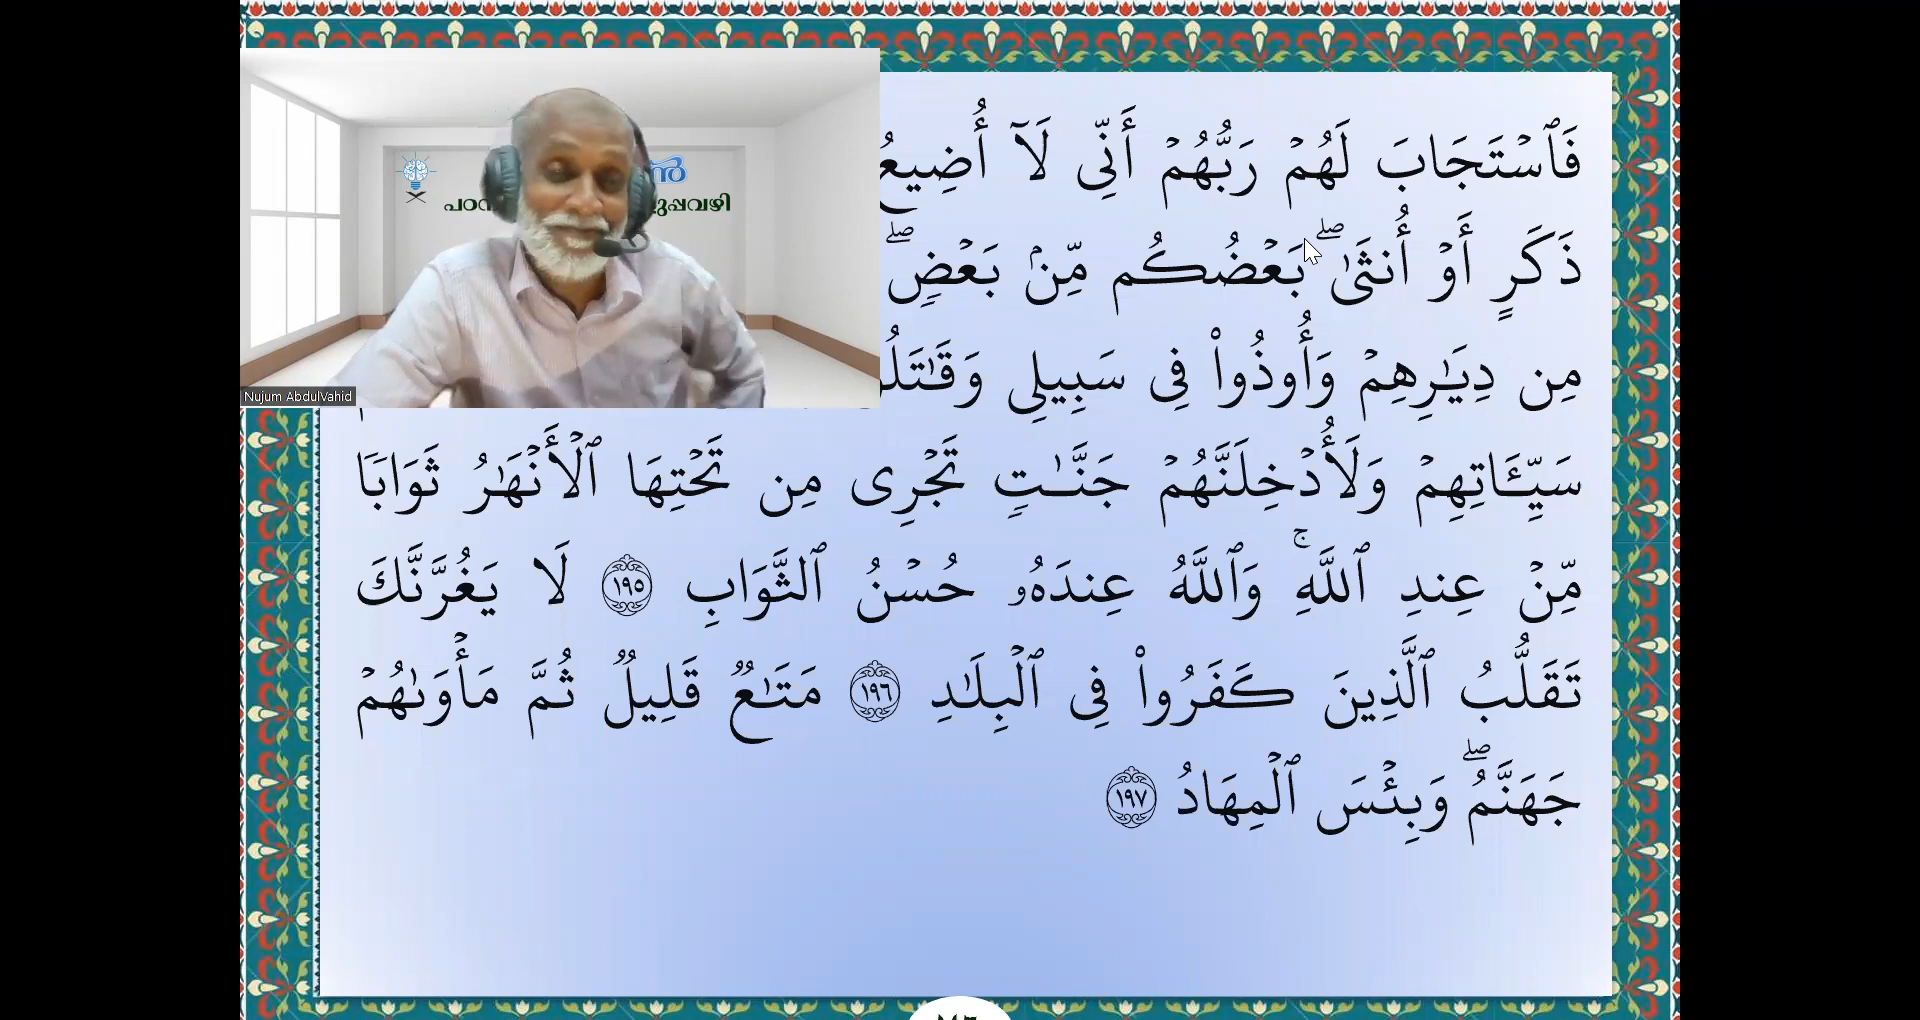 فَٱسْتَجَابَ لَهُمْ رَبُّهُمْ أَنِّى لَآ أُضِيعُ
ذَكَرٍ أَوْ أُنثَىٰ ۖ بَعْضُكُم مِّنۢ بَعْضٍ ۖ
مِن دِيَـٰرِهِمْ وَأُوذُوا۟ فِى سَبِيلِى وَقَـٰتَلُ
سَيِّـَٔاتِهِمْ وَلَأُدْخِلَنَّهُمْ جَنَّـٰتٍ تَجْرِى مِن تَحْتِهَا ٱلْأَنْهَـٰرُ ثَوَابًا
مِّنْ عِندِ ٱللَّهِ ۚ وَٱللَّهُ عِندَهُۥ حُسْنُ ٱلثَّوَابِ ١٩٥ لَا يَغُرَّنَّكَ
تَقَلُّبُ ٱلَّذِينَ كَفَرُوا۟ فِى ٱلْبِلَـٰدِ ١٩٦ مَتَـٰعٌ قَلِيلٌ ثُمَّ مَأْوَىٰهُمْ
جَهَنَّمُ ۖ وَبِئْسَ ٱلْمِهَادُ ١٩٧
Nujum AbdulVahid